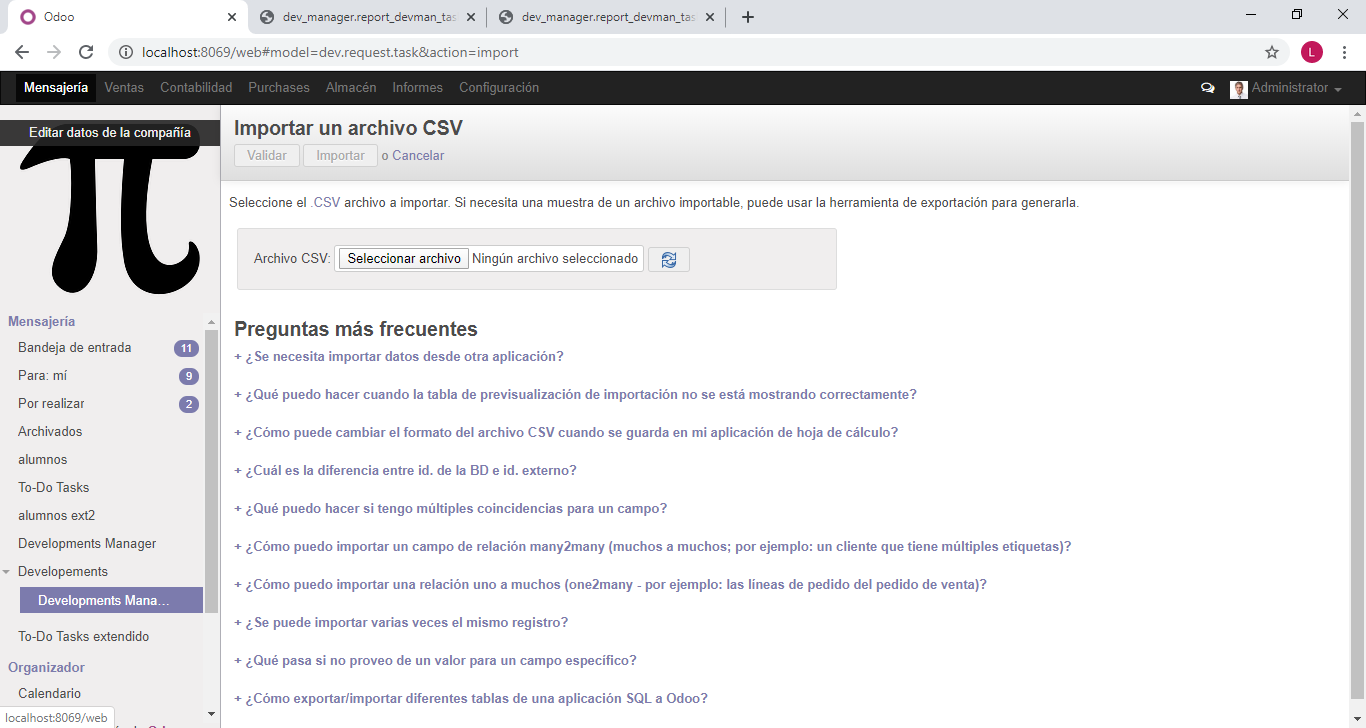 Odoo
dev_manager.report_devman_tas
dev_manager.report_devman_tas
localhost:8069/web#model=dev.request.task&action=import
L
Mensajería Ventas Contabilidad Purchases Almacén Informes Configuración
Administrator
Editar datos de la compañía
π
Mensajería
Bandeja de entrada 11
Para: mí 9
Por realizar 2
Archivados
alumnos
To-Do Tasks
alumnos ext2
Developments Manager
Developements
Developments Mana...
To-Do Tasks extendido
Organizador
Calendario
localhost:8069/web
Importar un archivo CSV
Validar Importar o Cancelar
Seleccione el .CSV archivo a importar. Si necesita una muestra de un archivo importable, puede usar la herramienta de exportación para generarla.
Archivo CSV: Seleccionar archivo Ningún archivo seleccionado
Preguntas más frecuentes
+ ¿Se necesita importar datos desde otra aplicación?
+ ¿Qué puedo hacer cuando la tabla de previsualización de importación no se está mostrando correctamente?
+ ¿Cómo puede cambiar el formato del archivo CSV cuando se guarda en mi aplicación de hoja de cálculo?
+ ¿Cuál es la diferencia entre id. de la BD e id. externo?
+ ¿Qué puedo hacer si tengo múltiples coincidencias para un campo?
+ ¿Cómo puedo importar un campo de relación many2many (muchos a muchos; por ejemplo: un cliente que tiene múltiples etiquetas)?
+ ¿Cómo puedo importar una relación uno a muchos (one2many - por ejemplo: las líneas de pedido del pedido de venta)?
+ ¿Se puede importar varias veces el mismo registro?
+ ¿Qué pasa si no proveo de un valor para un campo específico?
+ ¿Cómo exportar/importar diferentes tablas de una aplicación SQL a Odoo?